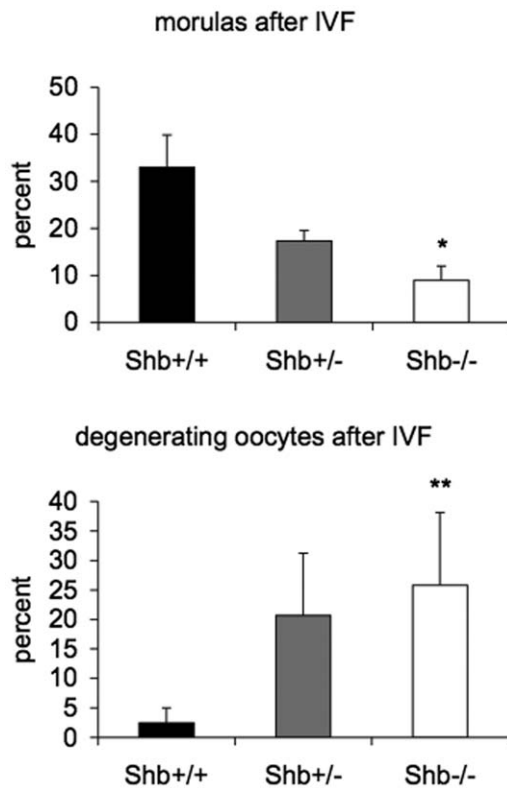 morulas after IVF
percent
50
40
30
20
10
0
*
Shb+/+ Shb+/- Shb-/-
degenerating oocytes after IVF
percent
40
35
30
25
20
15
10
5
0
**
Shb+/+ Shb+/- Shb-/-